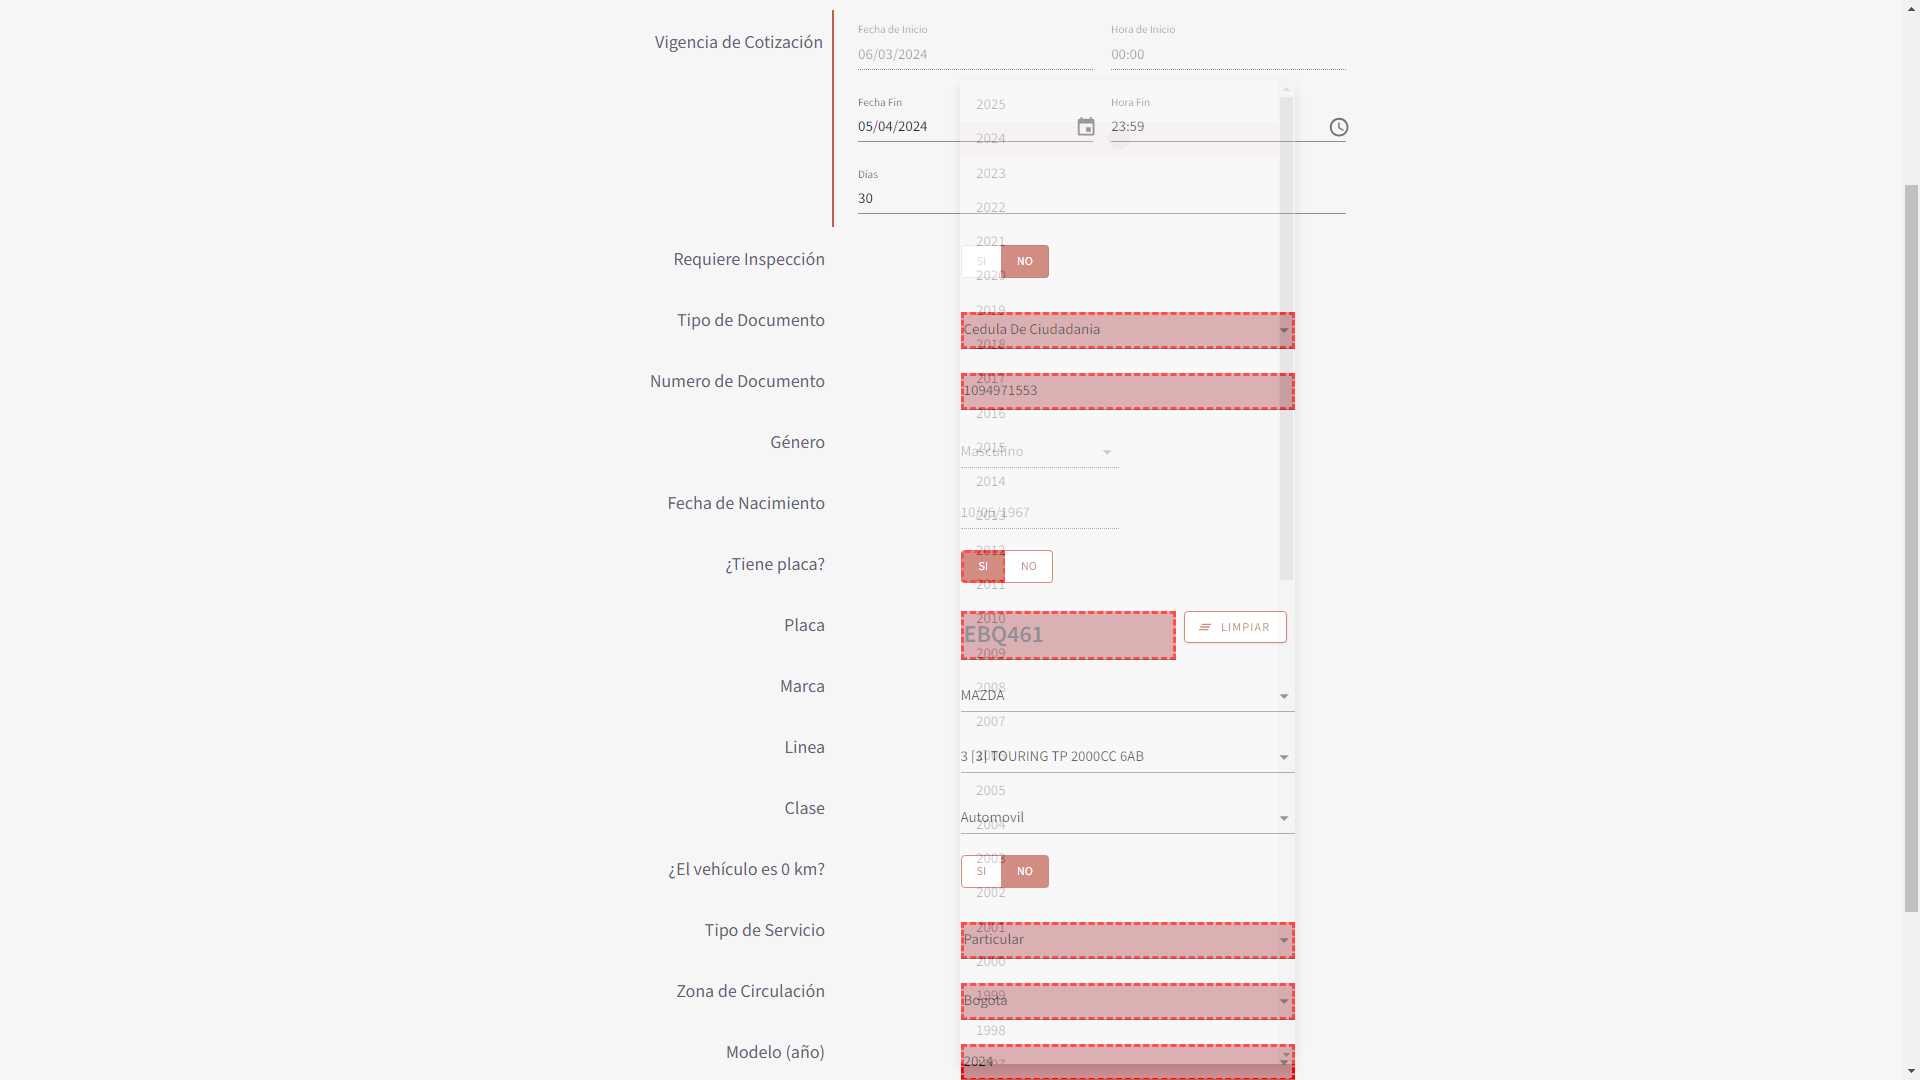 Vigencia de Cotización
Fecha de Inicio
06/03/2024
Hora de Inicio
00:00
Fecha Fin
05/04/2024
Hora Fin
23:59
Días
30
Requiere Inspección
SI
NO
Tipo de Documento
Cedula De Ciudadania
Numero de Documento
1094971553
Género
Masculino
Fecha de Nacimiento
10/05/1967
¿Tiene placa?
SI
NO
Placa
EBQ461
LIMPIAR
Marca
MAZDA
Linea
3 [3] TOURING TP 2000CC 6AB
Clase
Automovil
¿El vehículo es 0 km?
SI
NO
Tipo de Servicio
Particular
Zona de Circulación
Bogota
Modelo (año)
2024
2025
2024
2023
2022
2021
2020
2019
2018
2017
2016
2015
2014
2013
2012
2011
2010
2009
2008
2007
2006
2005
2004
2003
2002
2001
2000
1999
1998
1997